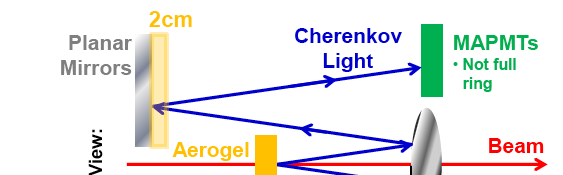 2cm
Planar
Mirrors
Cherenkov
Light
MAPMTs
• Not full
ring
View:
Aerogel
Beam